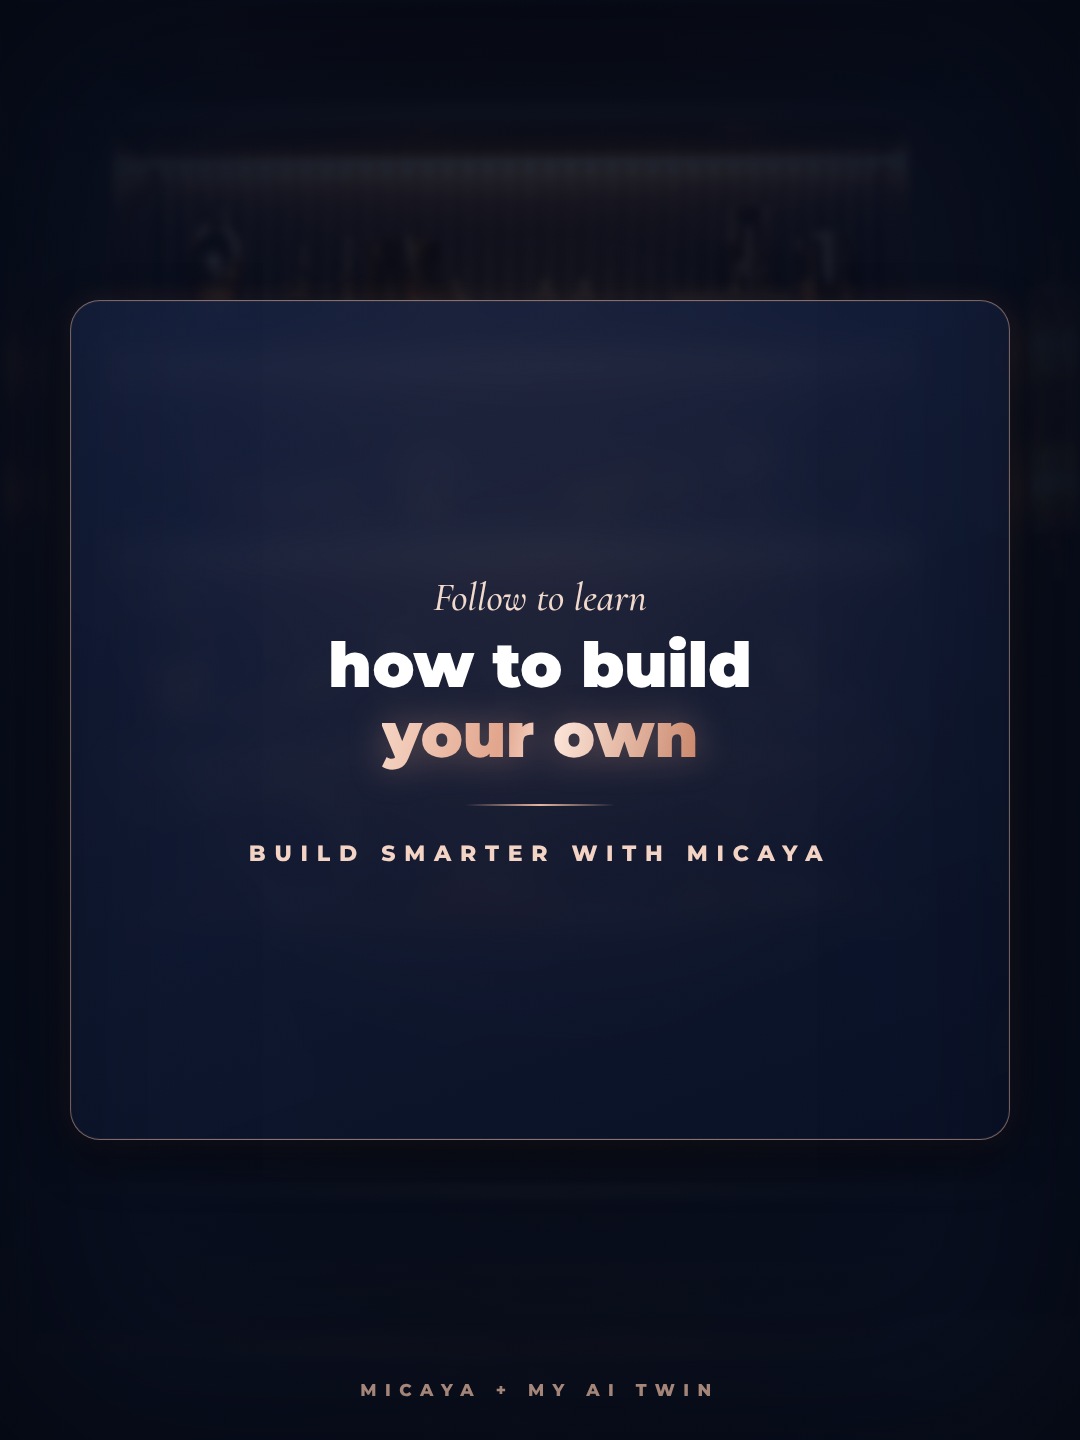 Follow to learn
how to build
your own
BUILD SMARTER WITH MICAYA
MICAYA + MY AI TWIN